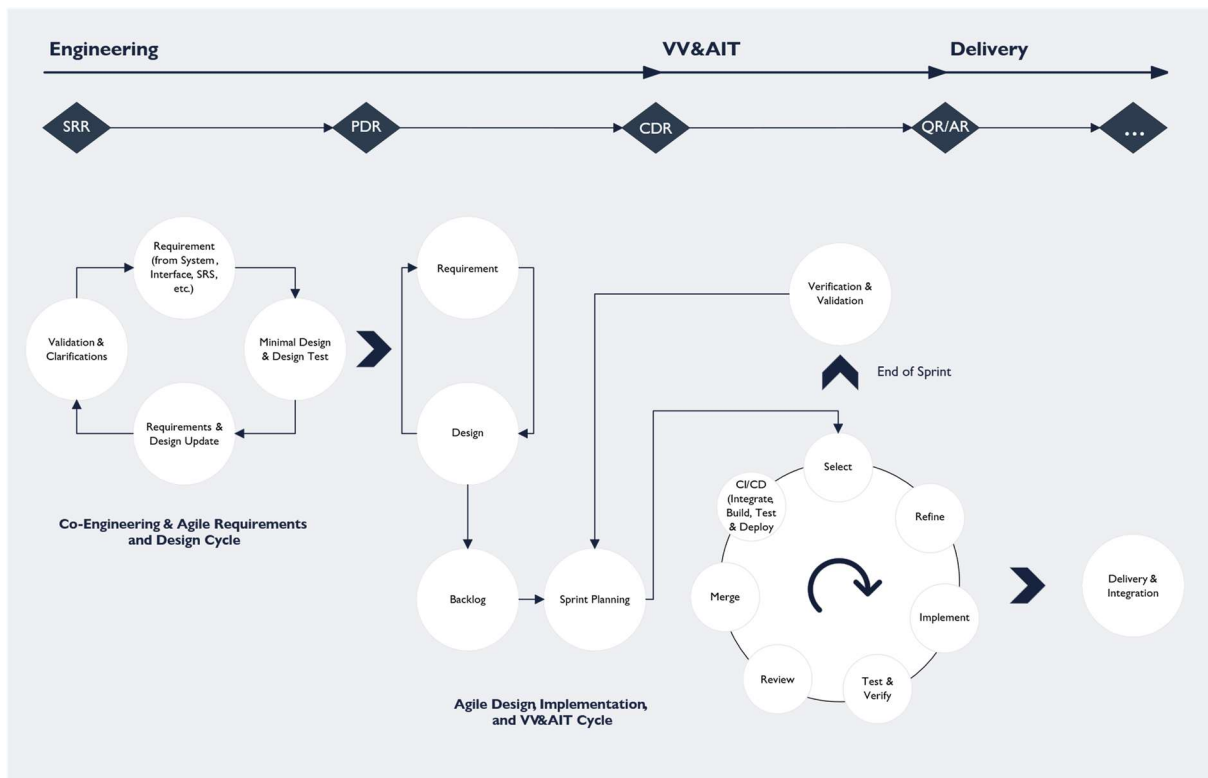 Engineering
VV&AIT
Delivery
SRR
PDR
CDR
QR/AR
...
Requirement
(from System,
Interface, SRS,
etc.)
Validation &
Clarifications
Minimal Design
& Design Test
Requirements &
Design Update
Co-Engineering & Agile Requirements
and Design Cycle
Requirement
Design
Backlog
Sprint Planning
Verification &
Validation
End of Sprint
Select
Refine
Implement
Test &
Verify
Review
Merge
CI/CD
(Integrate,
Build, Test
& Deploy
Delivery &
Integration
Agile Design, Implementation,
and VV&AIT Cycle